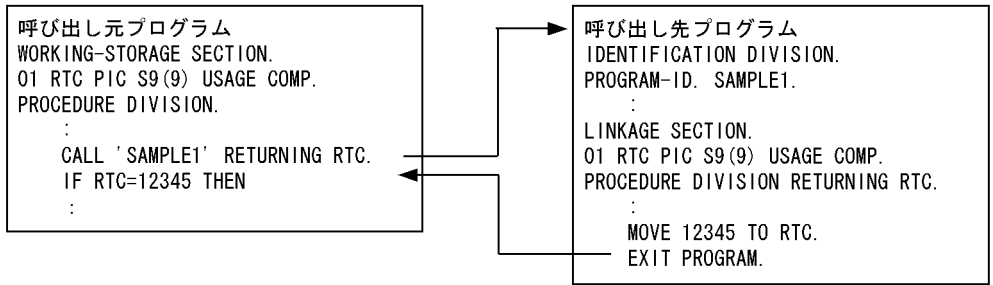 呼び出し元プログラム
WORKING-STORAGE SECTION.
01 RTC PIC S9(9) USAGE COMP.
PROCEDURE DIVISION.
:
CALL 'SAMPLE1' RETURNING RTC.
IF RTC=12345 THEN
:
呼び出し先プログラム
IDENTIFICATION DIVISION.
PROGRAM-ID. SAMPLE1.
:
LINKAGE SECTION.
01 RTC PIC S9(9) USAGE COMP.
PROCEDURE DIVISION RETURNING RTC.
:
MOVE 12345 TO RTC.
EXIT PROGRAM.